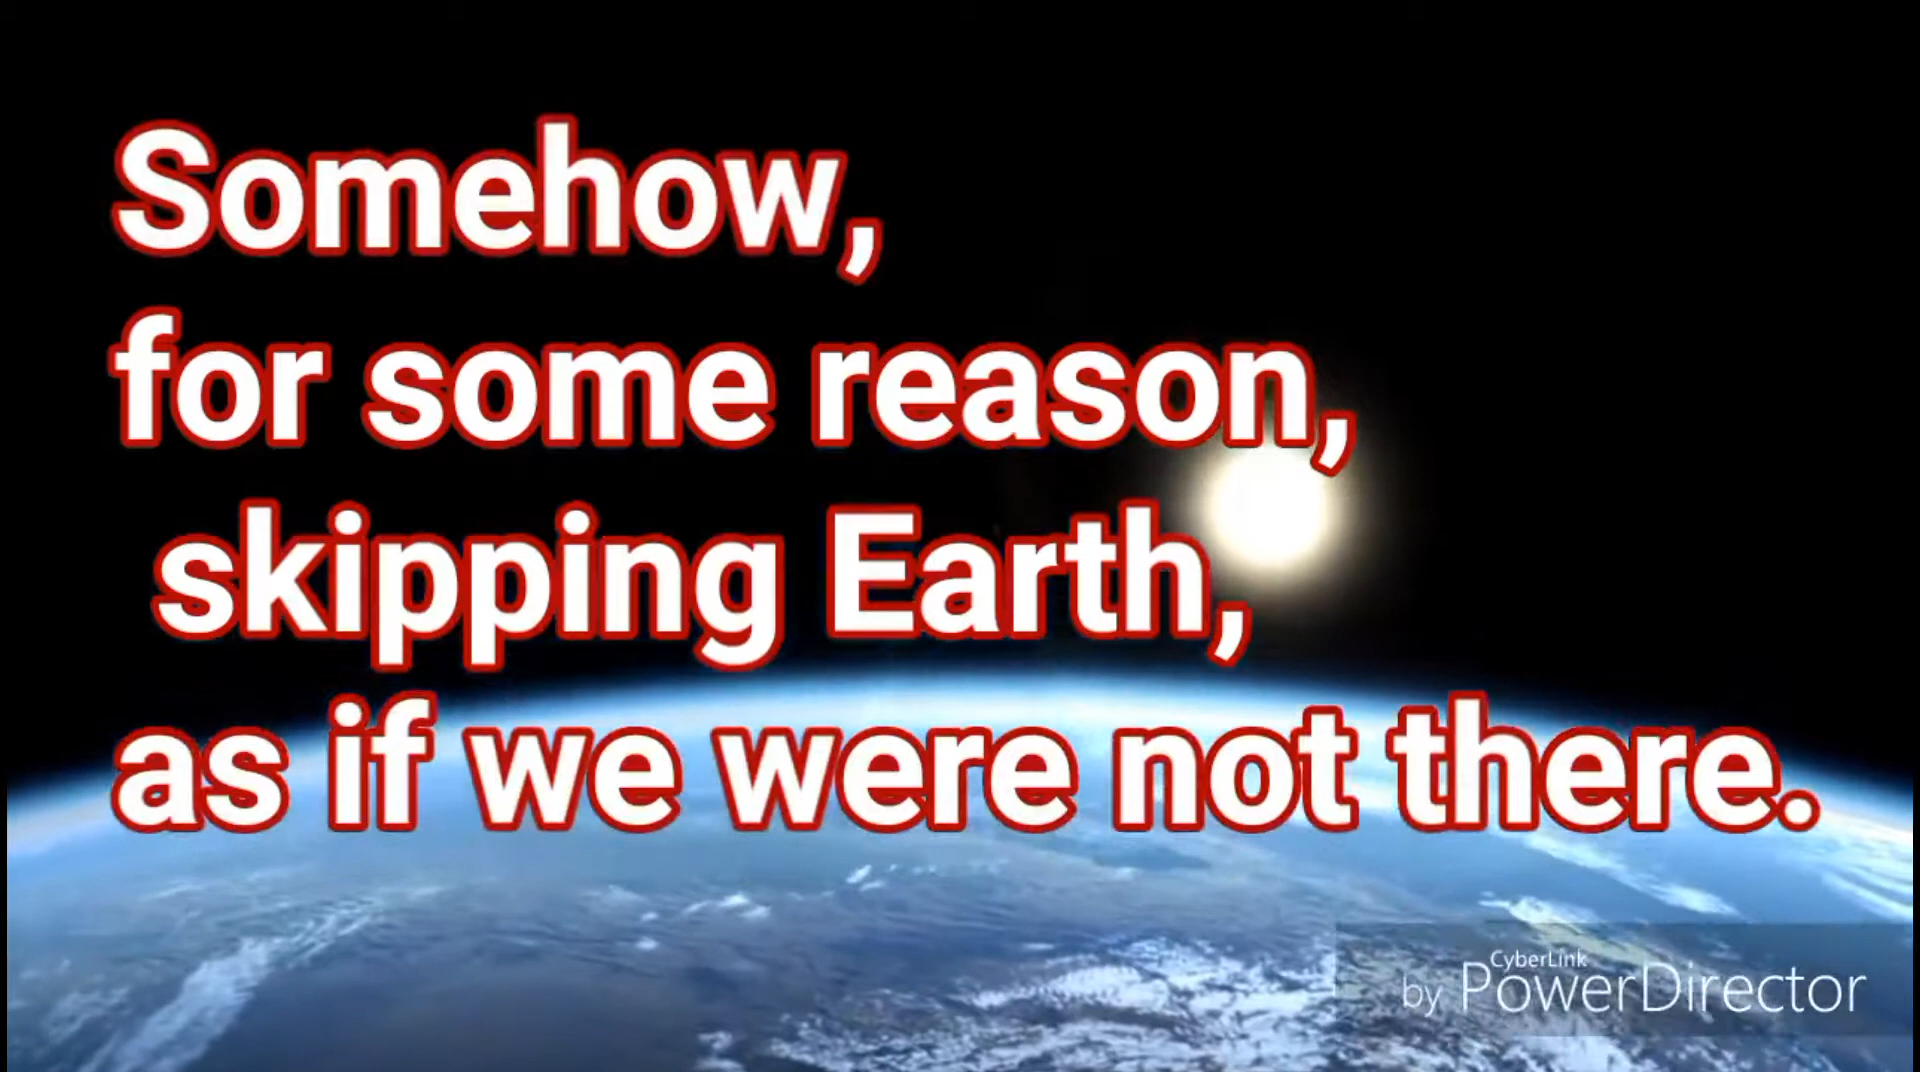 Somehow,
for some reason,
skipping Earth,
as if we were not there.
CyberLink
by PowerDirector